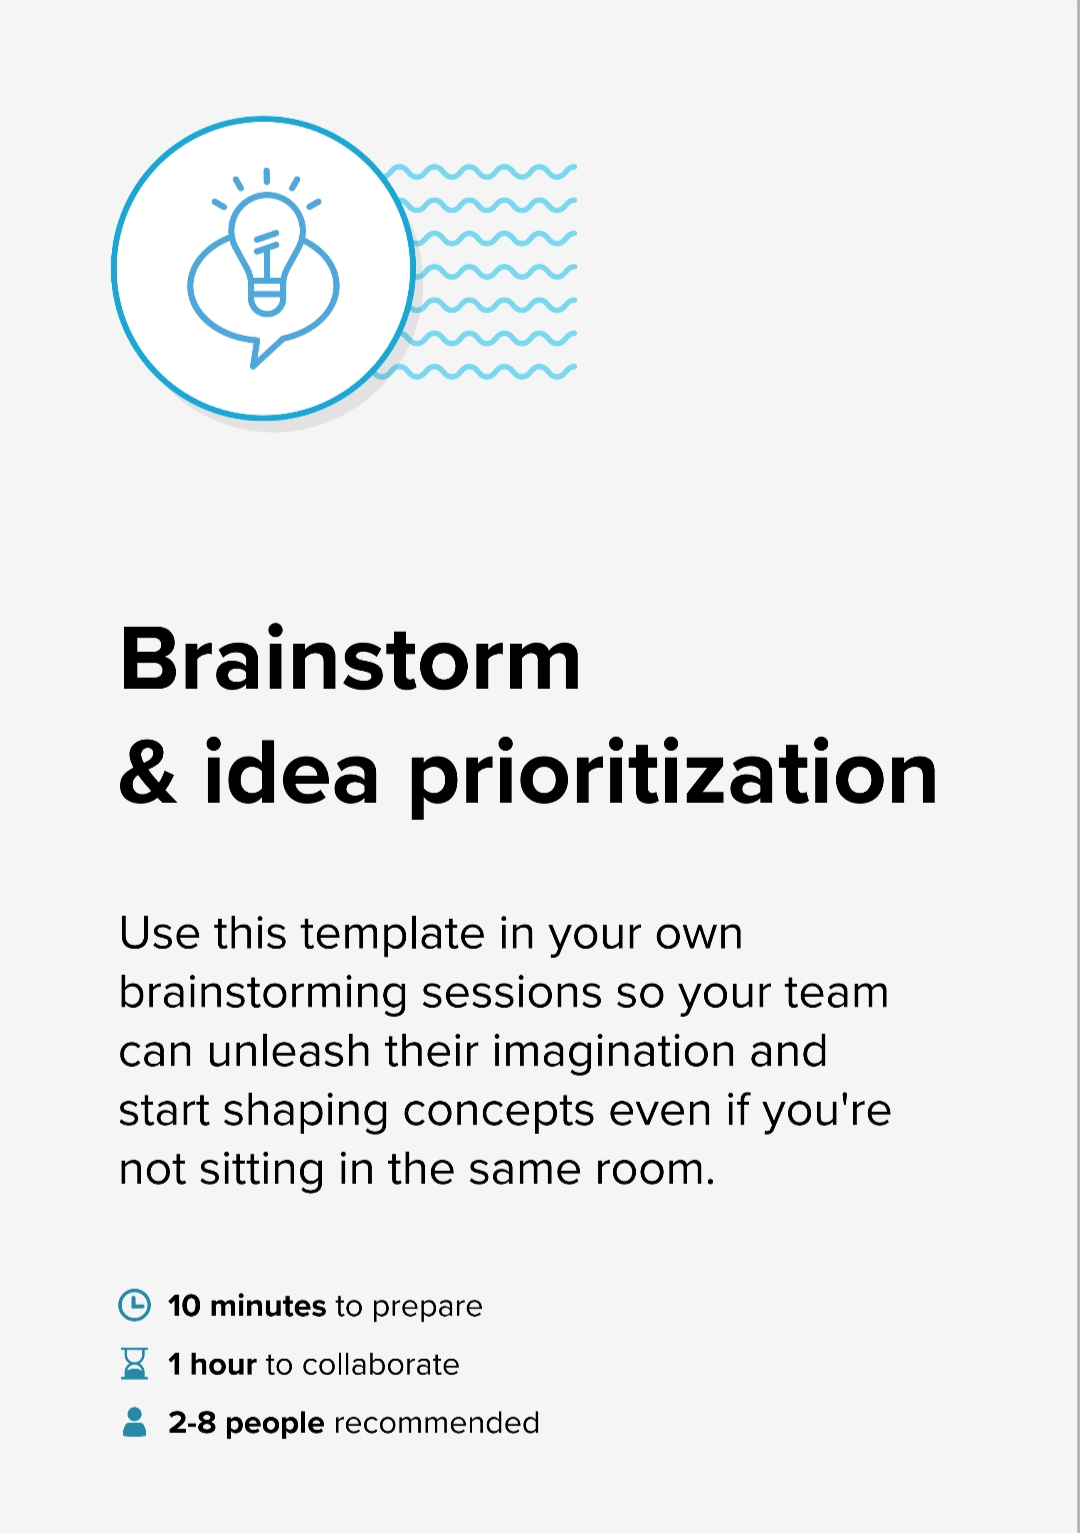 Brainstorm
& idea prioritization
Use this template in your own
brainstorming sessions so your team
can unleash their imagination and
start shaping concepts even if you're
not sitting in the same room.
10 minutes to prepare
1 hour to collaborate
2-8 people recommended